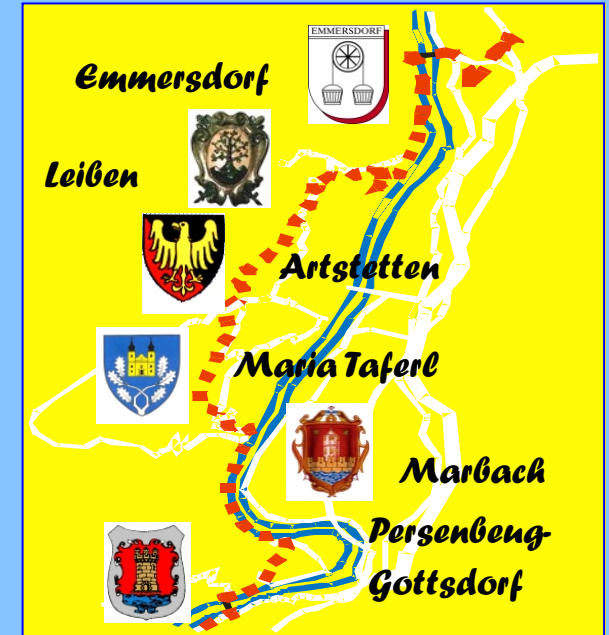 EMMERSDORF
Emmersdorf
Leiben
Artstetten
Maria Taferl
Marbach
Persenbeug-
Gottsdorf